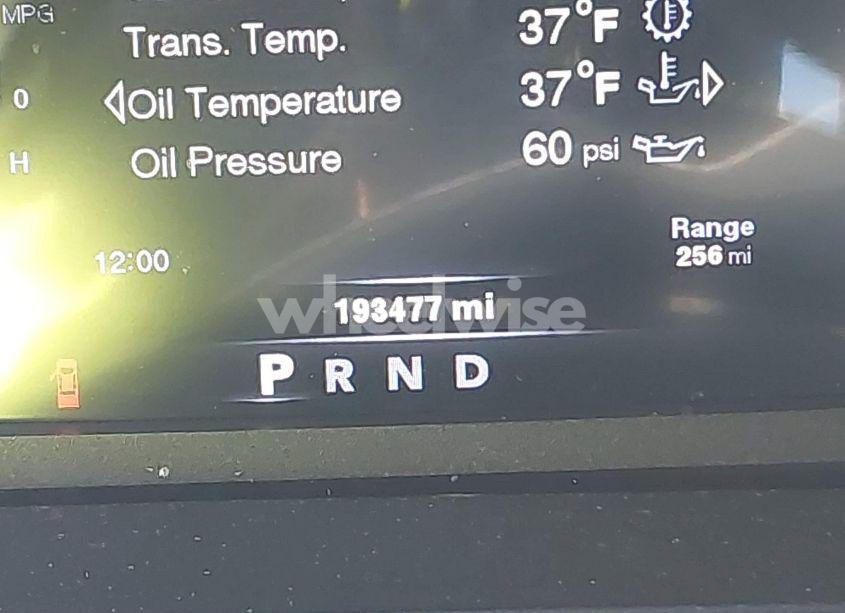 MPG
Trans. Temp. 37°F
0 Oil Temperature 37°F
H Oil Pressure 60 psi
Range
256 mi
12:00
193477 mi
wheelwise
P R N D